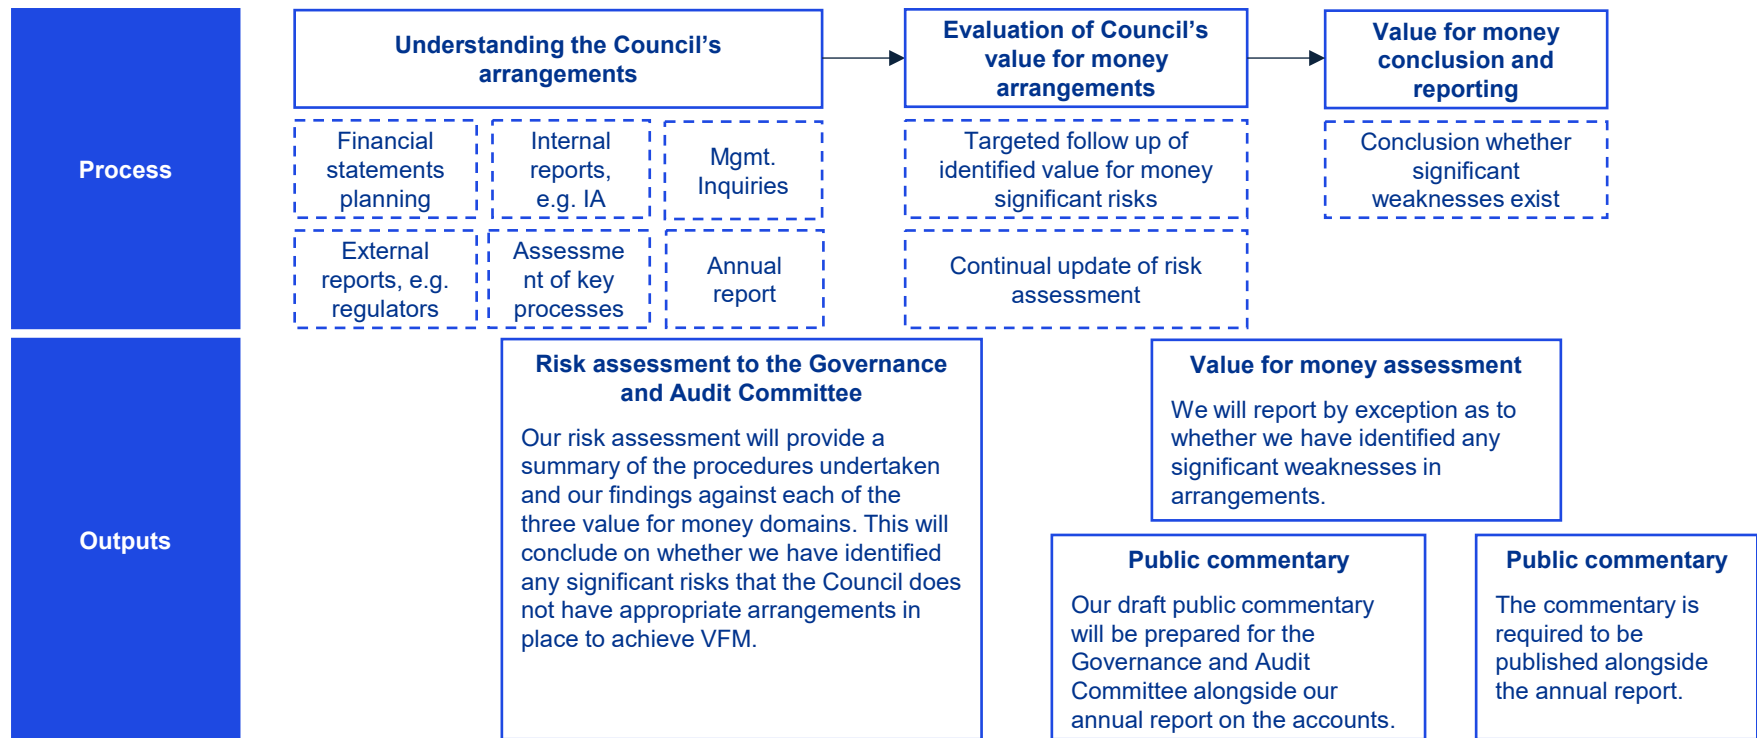 Process
Understanding the Council’s
arrangements
Evaluation of Council’s
value for money
arrangements
Value for money
conclusion and
reporting
Financial
statements
planning
Internal
reports,
e.g. IA
Mgmt.
Inquiries
External
reports, e.g.
regulators
Assessme
nt of key
processes
Annual
report
Targeted follow up of
identified value for money
significant risks
Continual update of risk
assessment
Conclusion whether
significant
weaknesses exist
Outputs
Risk assessment to the Governance
and Audit Committee
Our risk assessment will provide a
summary of the procedures undertaken
and our findings against each of the
three value for money domains. This will
conclude on whether we have identified
any significant risks that the Council does
not have appropriate arrangements in
place to achieve VFM.
Value for money assessment
We will report by exception as to
whether we have identified any
significant weaknesses in
arrangements.
Public commentary
Our draft public commentary
will be prepared for the
Governance and Audit
Committee alongside our
annual report on the accounts.
Public commentary
The commentary is
required to be
published alongside
the annual report.